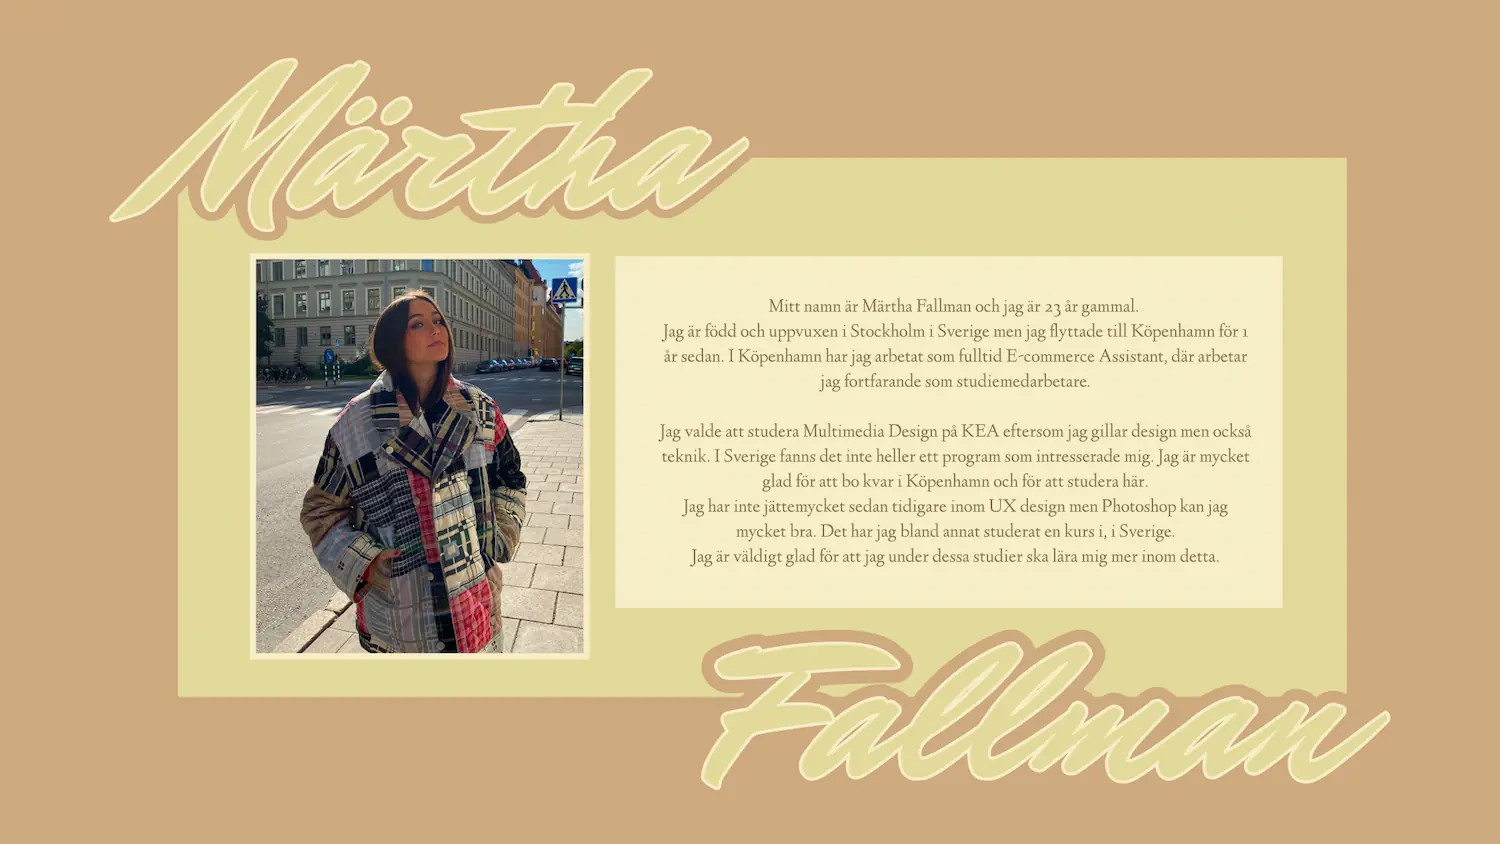 Märtha
Mitt namn är Märtha Fallman och jag är 23 år gammal.
Jag är född och uppvuxen i Stockholm i Sverige men jag flyttade till Köpenhamn för 1
år sedan. I Köpenhamn har jag arbetat som fulltid E-commerce Assistant, där arbetar
jag fortfarande som studiemedarbetare.
Jag valde att studera Multimedia Design på KEA eftersom jag gillar design men också
teknik. I Sverige fanns det inte heller ett program som intresserade mig. Jag är mycket
glad för att bo kvar i Köpenhamn och för att studera här.
Jag har inte jättemycket sedan tidigare inom UX design men Photoshop kan jag
mycket bra. Det har jag bland annat studerat en kurs i, i Sverige.
Jag är väldigt glad för att jag under dessa studier ska lära mig mer inom detta.
Fallman